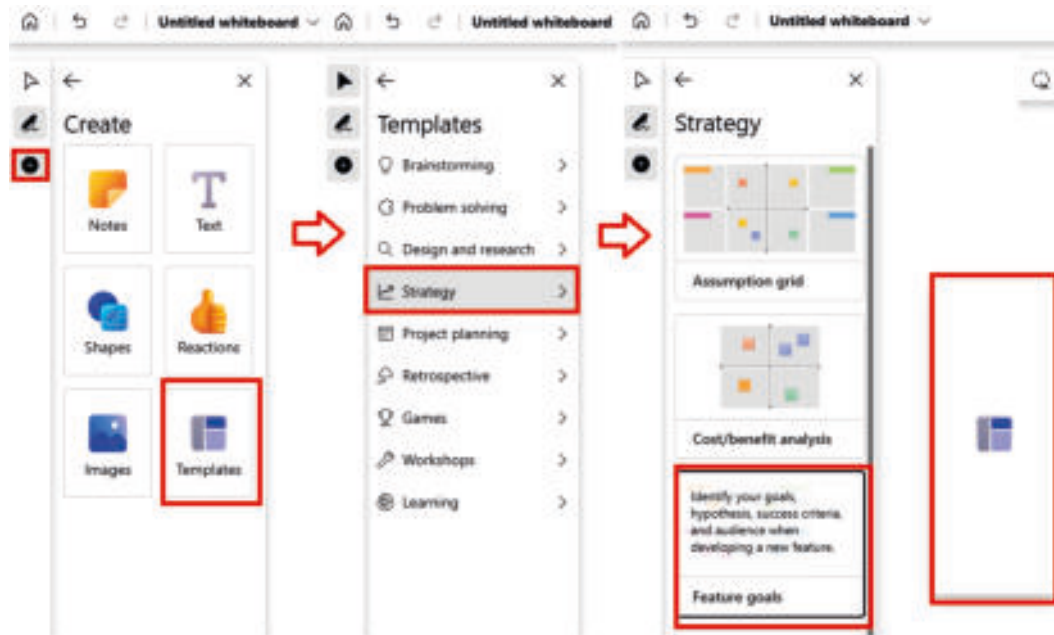 Untitled whiteboard
Create
Notes
Text
Shapes
Reactions
Images
Templates
Untitled whiteboard
Templates
Brainstorming
Problem solving
Design and research
Strategy
Project planning
Retrospective
Games
Workshops
Learning
Untitled whiteboard
Strategy
Assumption grid
Cost/benefit analysis
Identify your goals,
hypothesis, success criteria,
and audience when
developing a new feature.
Feature goals